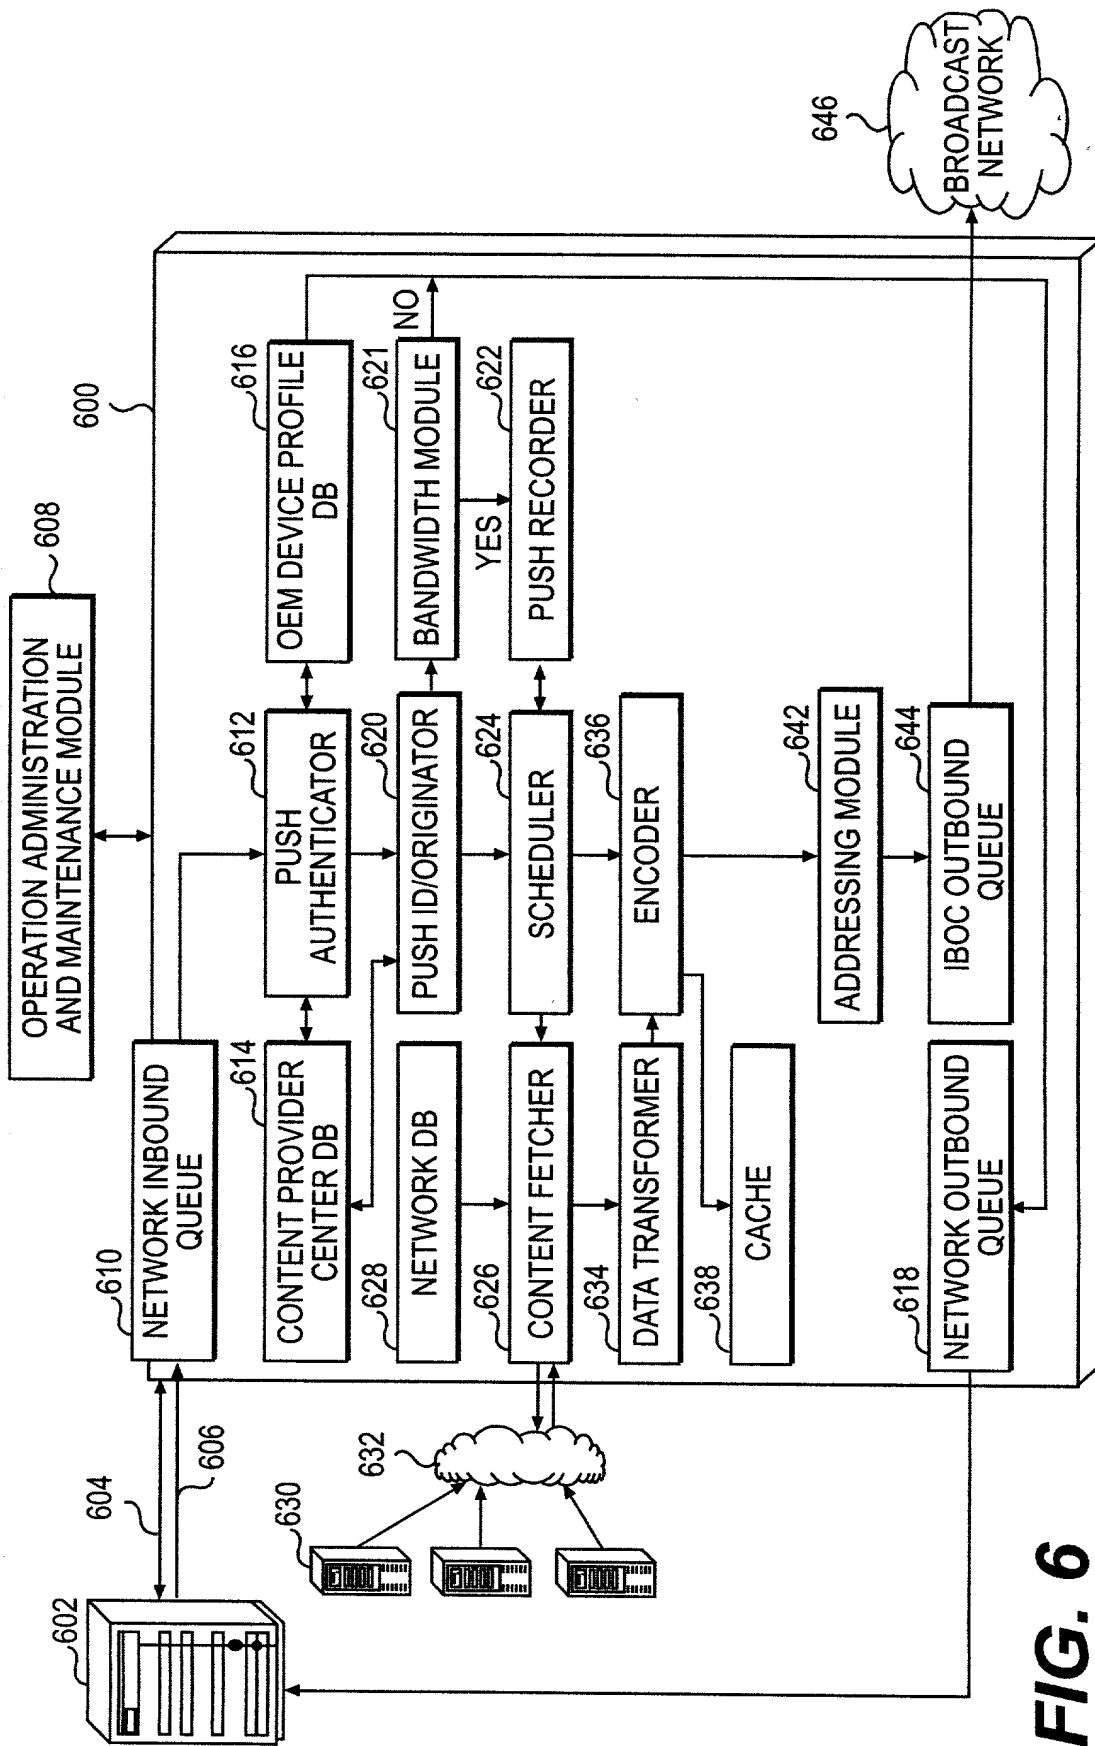 OPERATION ADMINISTRATION
AND MAINTENANCE MODULE
608
600
602
604
606
610
NETWORK INBOUND
QUEUE
614
CONTENT PROVIDER
CENTER DB
612
PUSH
AUTHENTICATOR
616
OEM DEVICE PROFILE
DB
628
NETWORK DB
620
PUSH ID/ORIGINATOR
621
BANDWIDTH MODULE
NO
YES
630
632
626
CONTENT FETCHER
624
SCHEDULER
622
PUSH RECORDER
634
DATA TRANSFORMER
636
ENCODER
638
CACHE
642
ADDRESSING MODULE
618
NETWORK OUTBOUND
QUEUE
644
IBOC OUTBOUND
QUEUE
646
BROADCAST
NETWORK
FIG. 6